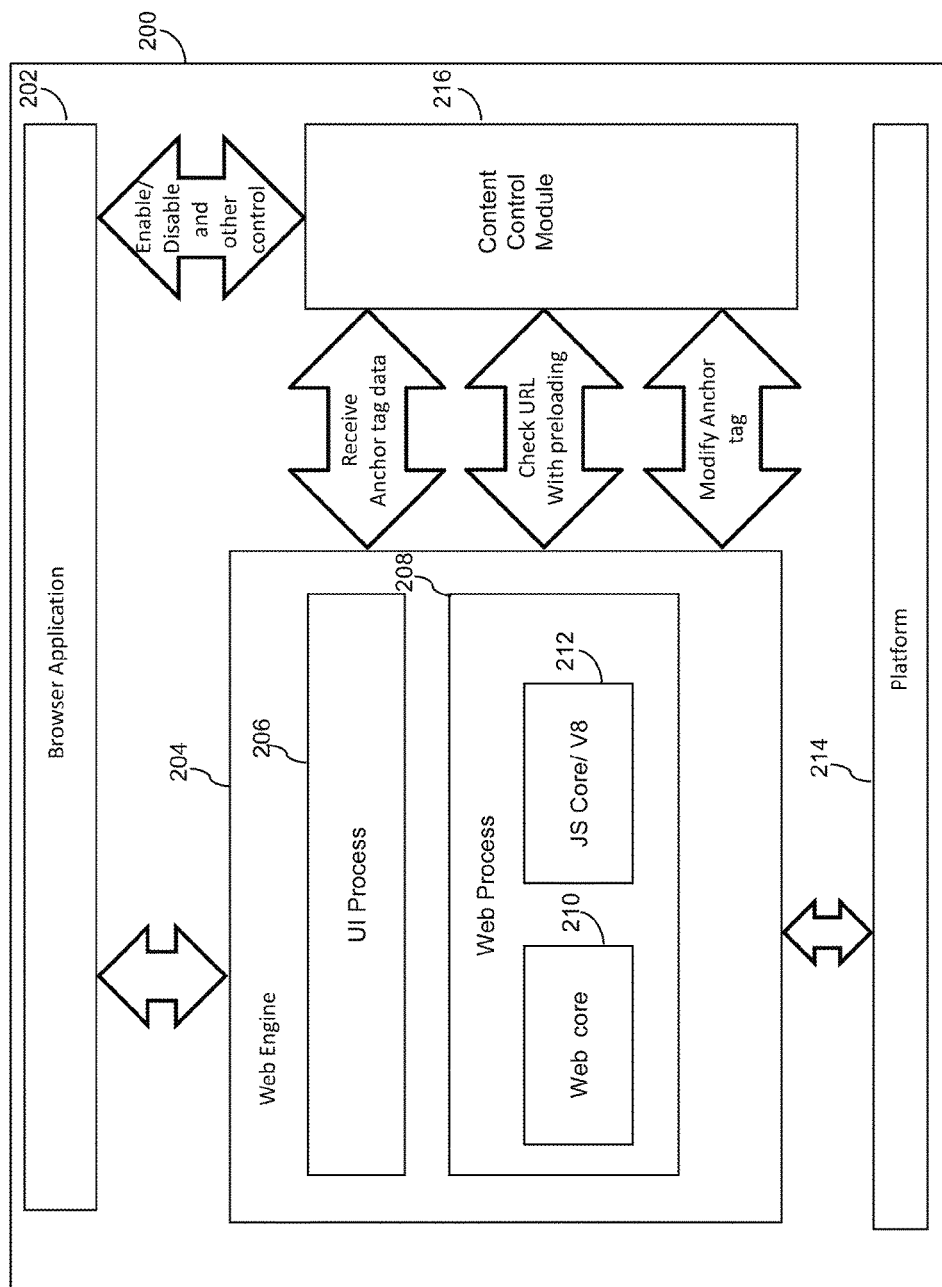 200
202
Browser Application
Enable/
Disable
and
other
control
204
Web Engine
206
UI Process
208
Web Process
210
Web core
212
JS Core/ V8
Receive
Anchor tag data
Check URL
With preloading
Modify Anchor
tag
216
Content
Control
Module
214
Platform